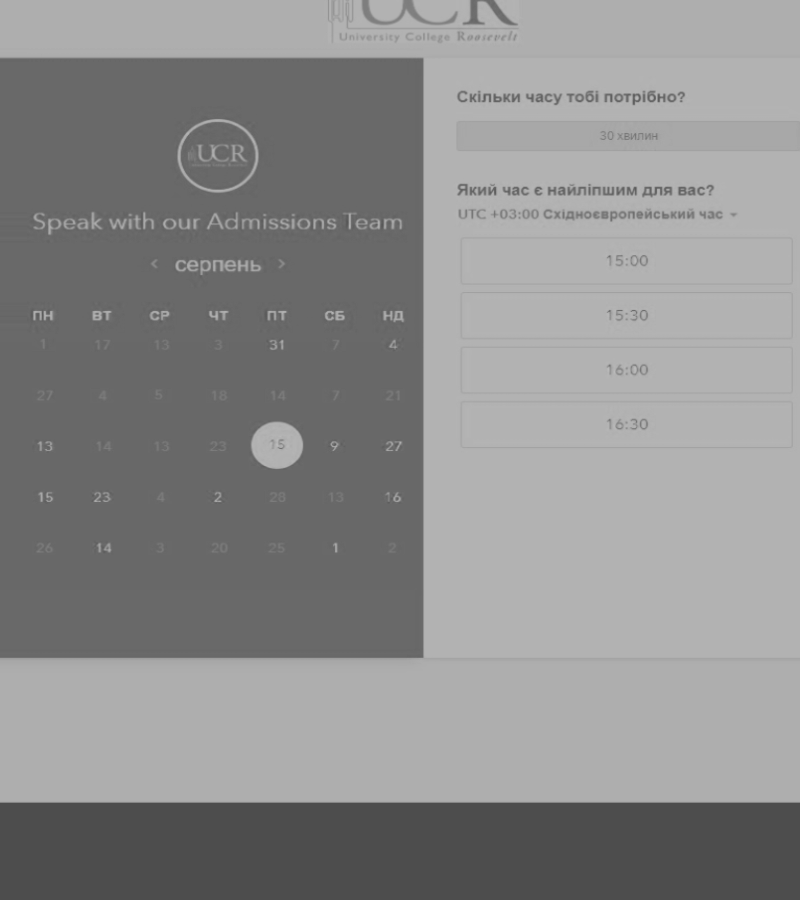 UCR
University College Roosevelt
UCR
Speak with our Admissions Team
< серпень >
ПН ВТ СР ЧТ ПТ СБ НД
1 17 13 3 31 7 4
27 4 5 18 14 7 21
13 14 13 23 15 9 27
15 23 4 2 28 13 16
26 14 3 20 25 1 2
Скільки часу тобі потрібно?
30 хвилин
Який час є найліпшим для вас?
UTC +03:00 Східноєвропейський час
15:00
15:30
16:00
16:30